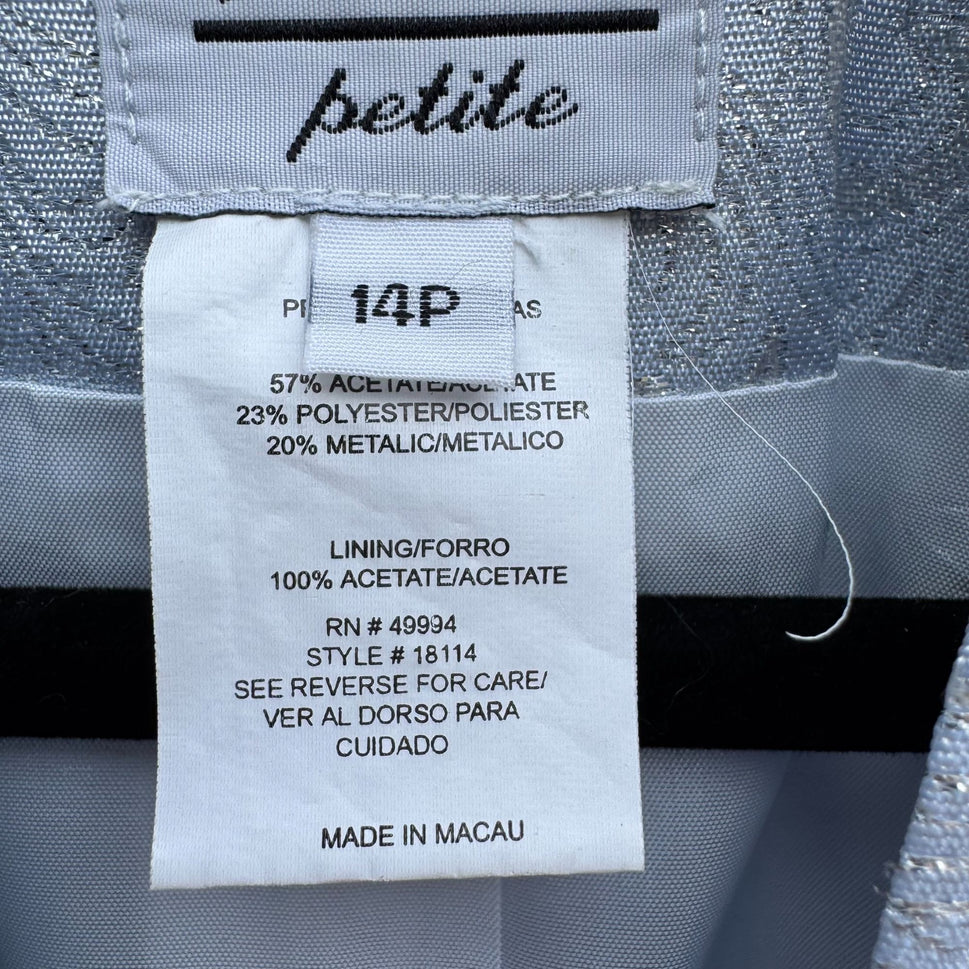 petite
14P
57% ACETATE/ACETATE
23% POLYESTER/POLIESTER
20% METALIC/METALICO
LINING/FORRO
100% ACETATE/ACETATE
RN # 49994
STYLE # 18114
SEE REVERSE FOR CARE/
VER AL DORSO PARA
CUIDADO
MADE IN MACAU